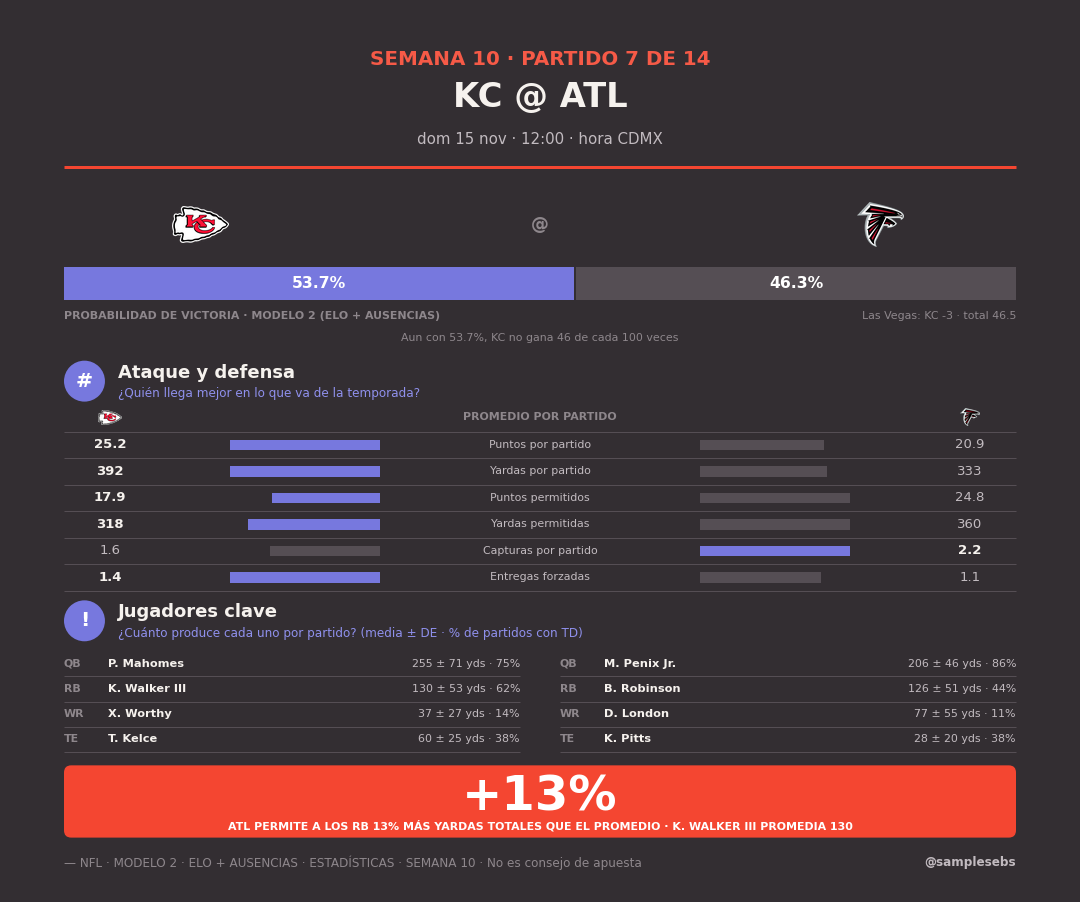 SEMANA 10 · PARTIDO 7 DE 14
KC @ ATL
dom 15 nov · 12:00 · hora CDMX
KC @
53.7% 46.3%
PROBABILIDAD DE VICTORIA · MODELO 2 (ELO + AUSENCIAS) Las Vegas: KC -3 · total 46.5
Aun con 53.7%, KC no gana 46 de cada 100 veces
# Ataque y defensa
¿Quién llega mejor en lo que va de la temporada?
PROMEDIO POR PARTIDO
25.2 Puntos por partido 20.9
392 Yardas por partido 333
17.9 Puntos permitidos 24.8
318 Yardas permitidas 360
1.6 Capturas por partido 2.2
1.4 Entregas forzadas 1.1
! Jugadores clave
¿Cuánto produce cada uno por partido? (media ± DE · % de partidos con TD)
QB P. Mahomes 255 ± 71 yds · 75% QB M. Penix Jr. 206 ± 46 yds · 86%
RB K. Walker III 130 ± 53 yds · 62% RB B. Robinson 126 ± 51 yds · 44%
WR X. Worthy 37 ± 27 yds · 14% WR D. London 77 ± 55 yds · 11%
TE T. Kelce 60 ± 25 yds · 38% TE K. Pitts 28 ± 20 yds · 38%
+13%
ATL PERMITE A LOS RB 13% MÁS YARDAS TOTALES QUE EL PROMEDIO · K. WALKER III PROMEDIA 130
— NFL · MODELO 2 · ELO + AUSENCIAS · ESTADÍSTICAS · SEMANA 10 · No es consejo de apuesta @samplesebs